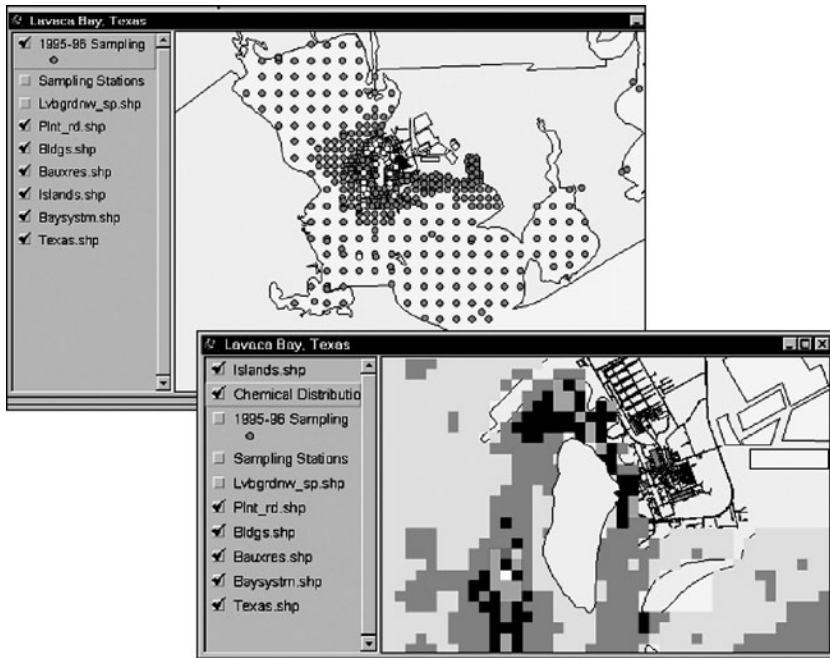 Lavaca Bay, Texas
1995-96 Sampling
Sampling Stations
Lvbgrdnw_sp.shp
Plnt_rd.shp
Bldgs.shp
Bauxres.shp
Islands.shp
Baysystm.shp
Texas.shp
Lavaca Bay, Texas
Islands.shp
Chemical Distributio
1995-96 Sampling
Sampling Stations
Lvbgrdnw_sp.shp
Plnt_rd.shp
Bldgs.shp
Bauxres.shp
Baysystm.shp
Texas.shp